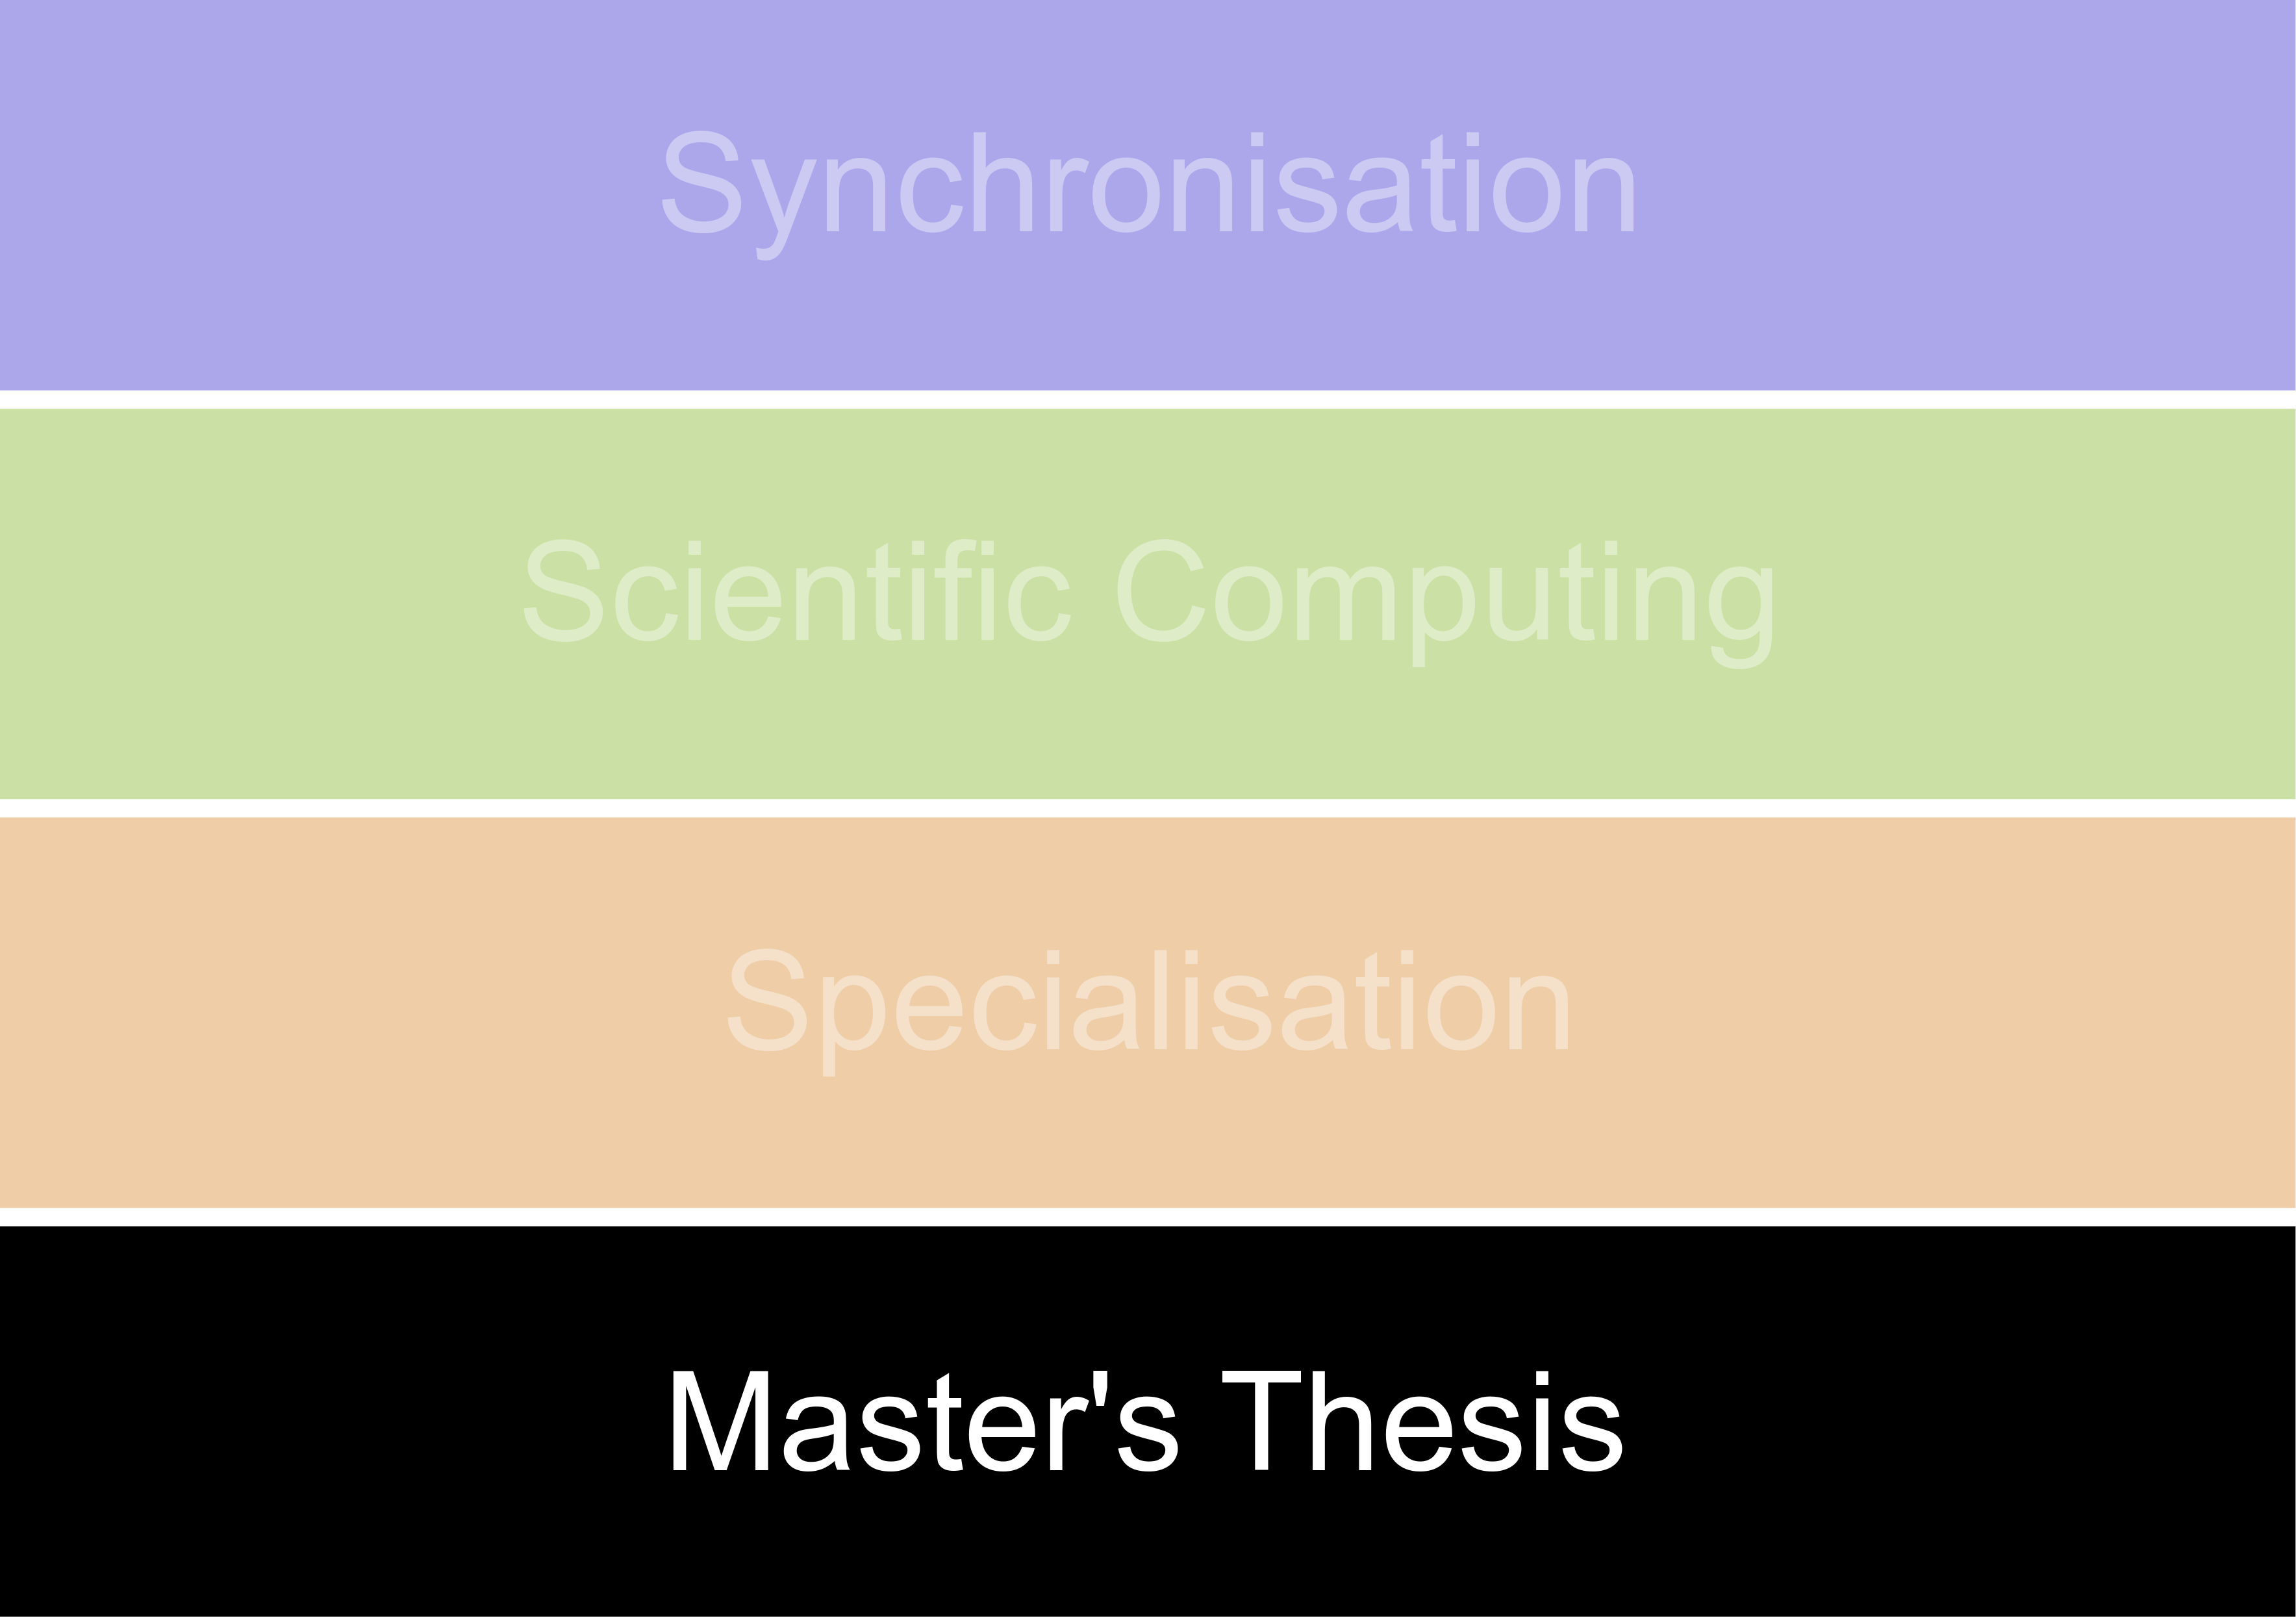 Synchronisation
Scientific Computing
Specialisation
Master's Thesis